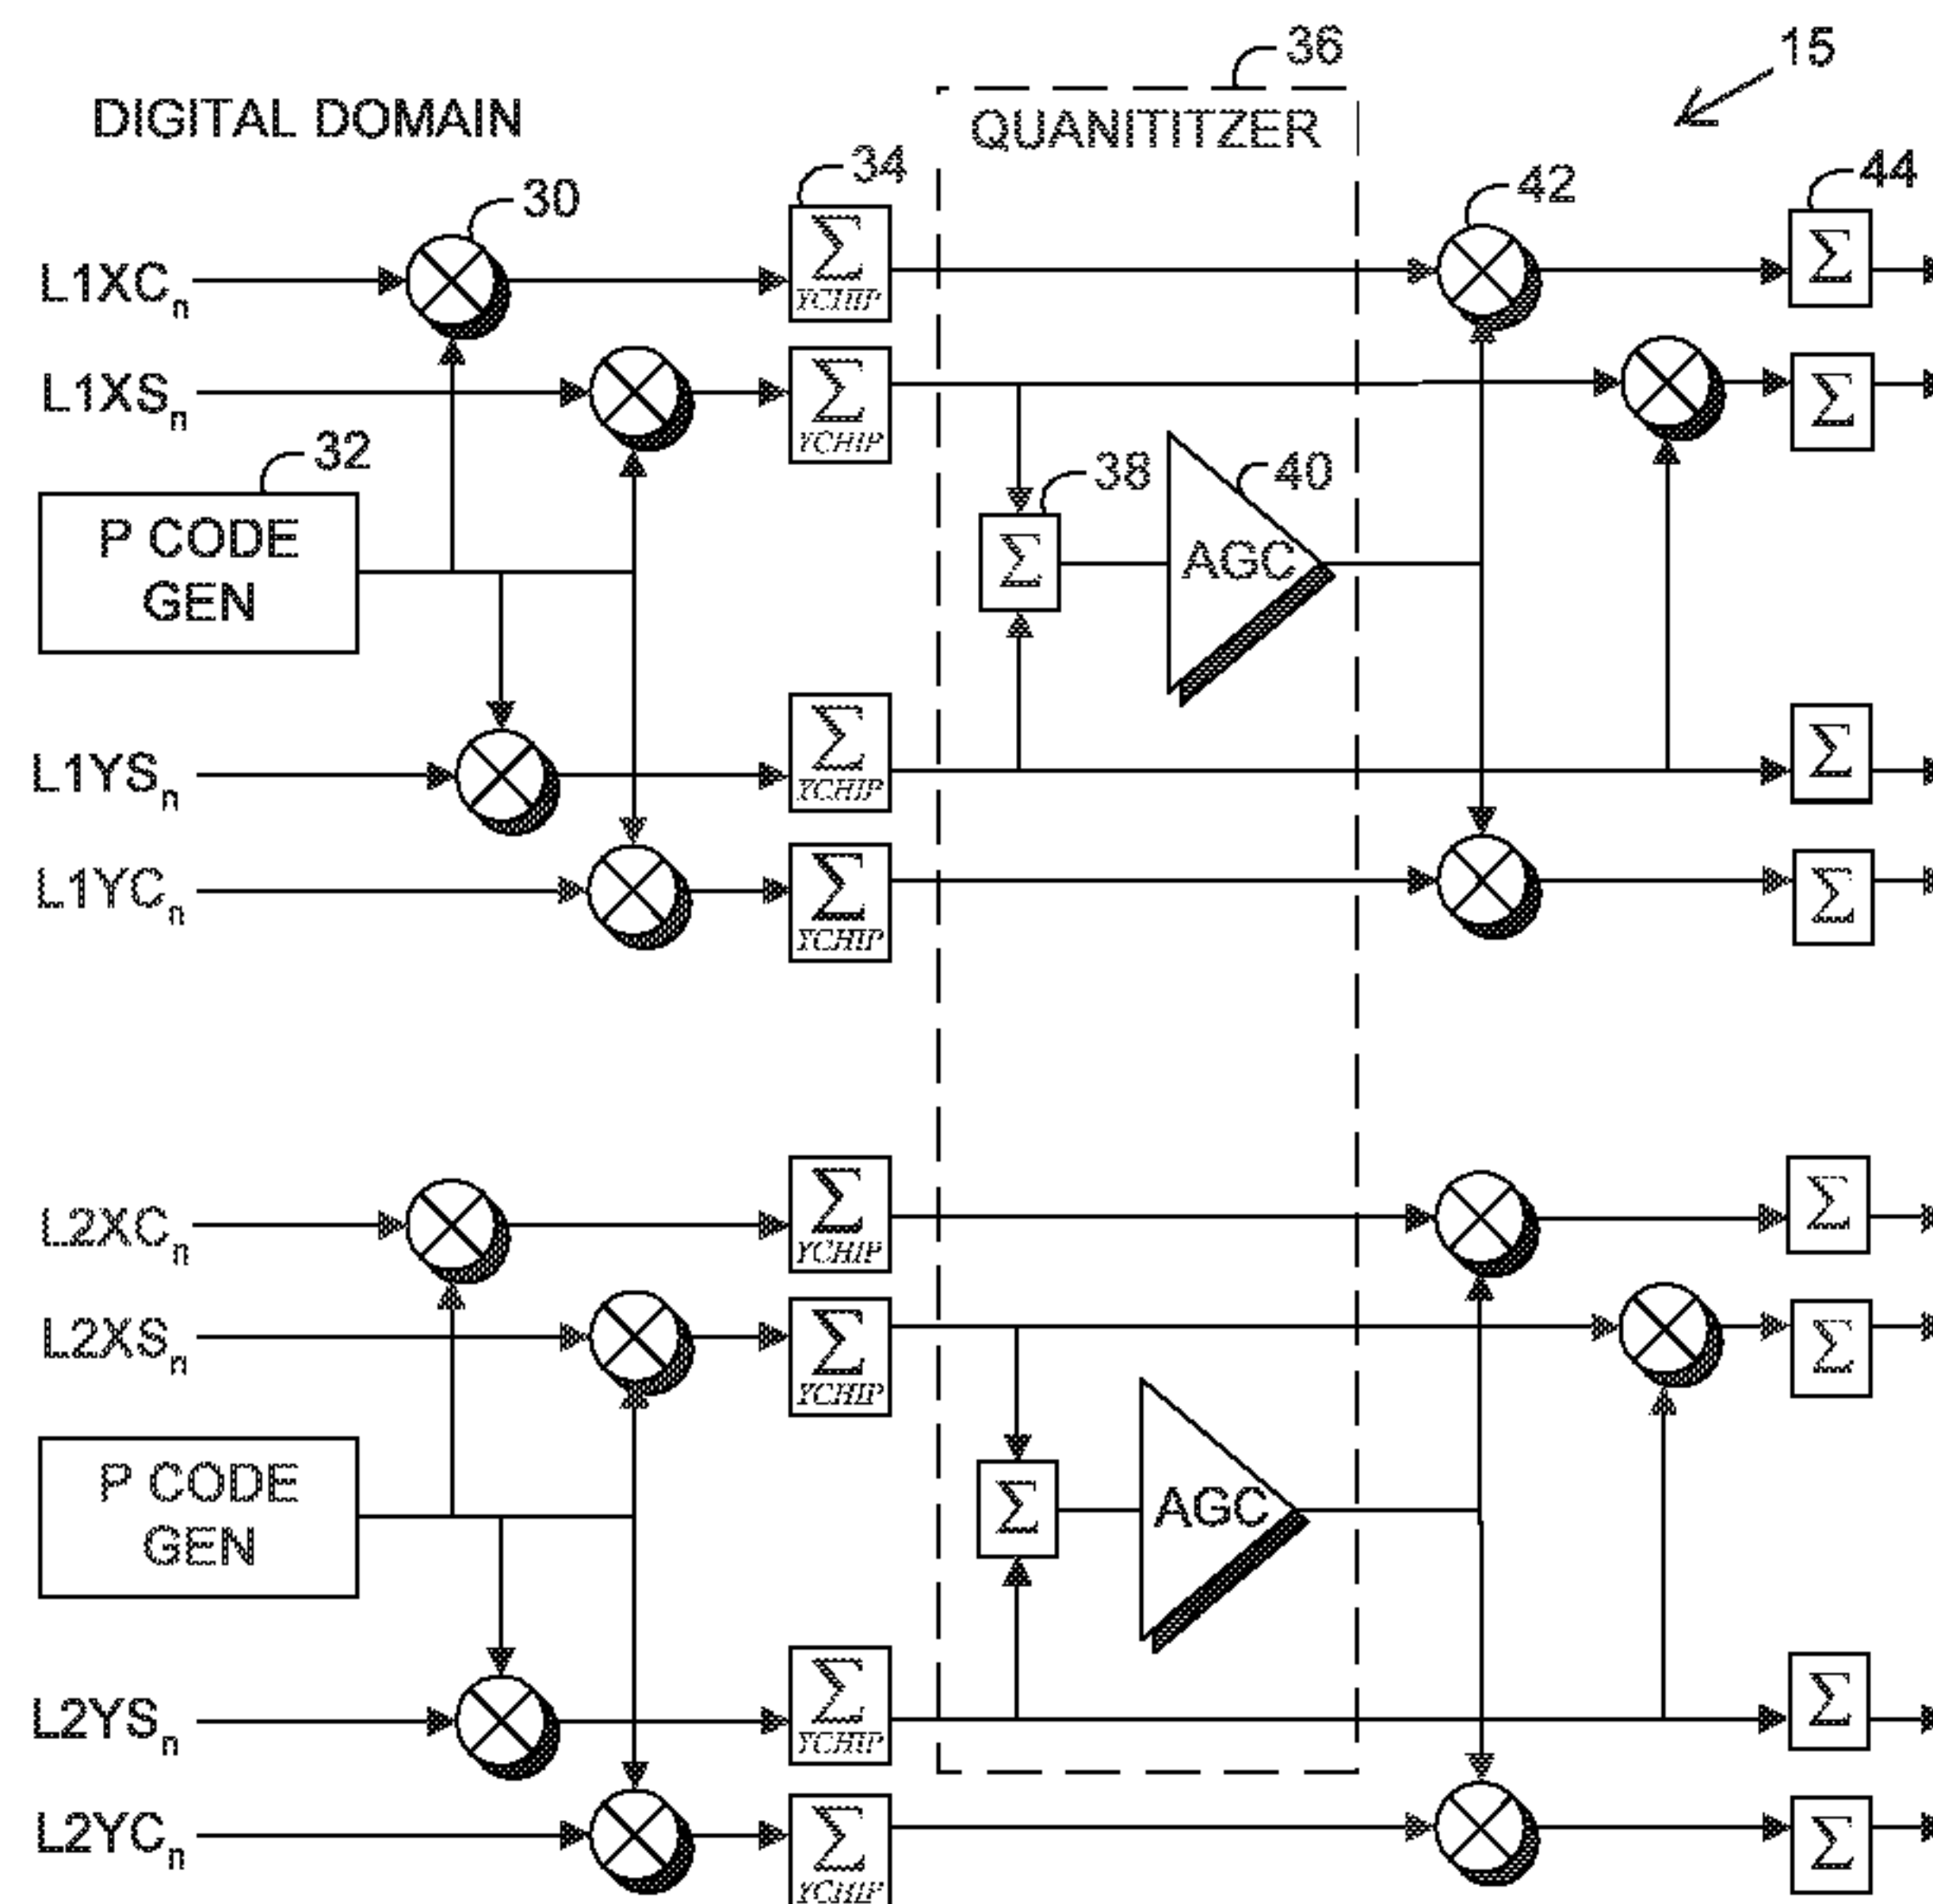 36
15
DIGITAL DOMAIN
QUANITITZER
34
42
44
30
L1XCn
Σ
YCHIP
Σ
L1XSn
Σ
YCHIP
Σ
32
38
40
P CODE
GEN
Σ
AGC
L1YSn
Σ
YCHIP
Σ
L1YCn
Σ
YCHIP
Σ
L2XCn
Σ
YCHIP
Σ
L2XSn
Σ
YCHIP
Σ
P CODE
GEN
Σ
AGC
L2YSn
Σ
YCHIP
Σ
L2YCn
Σ
YCHIP
Σ